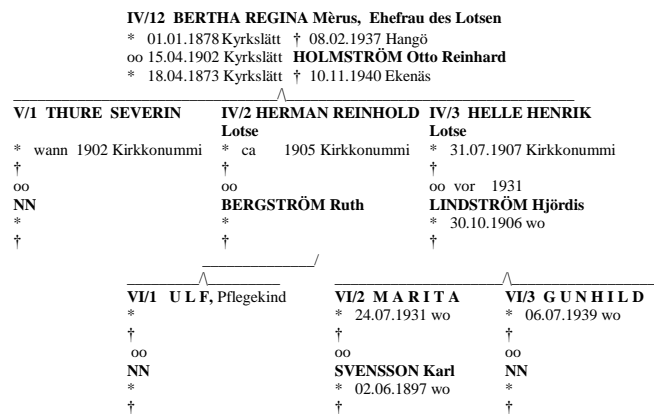 IV/12 BERTHA REGINA Mèrus, Ehefrau des Lotsen
* 01.01.1878 Kyrkslätt † 08.02.1937 Hangö
oo 15.04.1902 Kyrkslätt HOLMSTRÖM Otto Reinhard
* 18.04.1873 Kyrkslätt † 10.11.1940 Ekenäs
V/1 THURE SEVERIN IV/2 HERMAN REINHOLD IV/3 HELLE HENRIK
Lotse Lotse
* wann 1902 Kirkkonummi * ca 1905 Kirkkonummi * 31.07.1907 Kirkkonummi
† † †
oo oo oo vor 1931
NN BERGSTRÖM Ruth LINDSTRÖM Hjördis
* * * 30.10.1906 wo
† † †
VI/1 U L F, Pflegekind VI/2 M A R I T A VI/3 G U N H I L D
* * 24.07.1931 wo * 06.07.1939 wo
† † †
oo oo oo
NN SVENSSON Karl NN
* * 02.06.1897 wo *
† † †